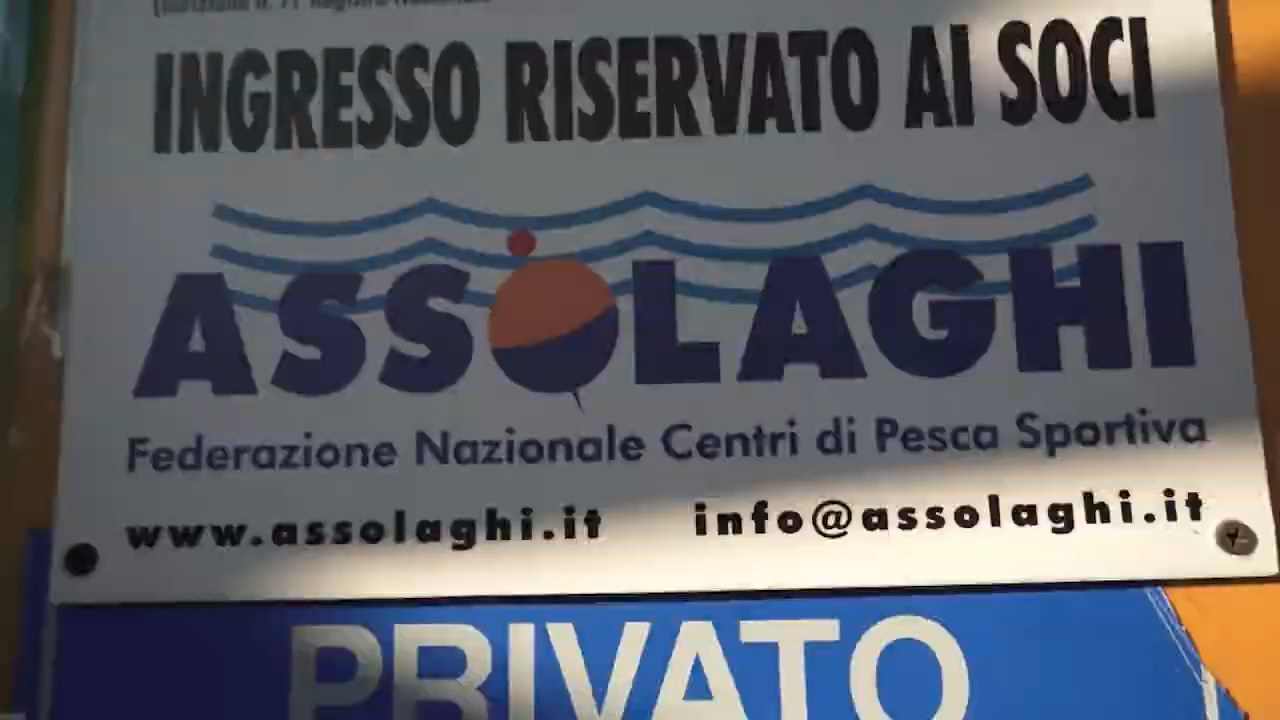 INGRESSO RISERVATO AI SOCI
ASSOLAGHI
Federazione Nazionale Centri di Pesca Sportiva
www.assolaghi.it info@assolaghi.it
PRIVATO